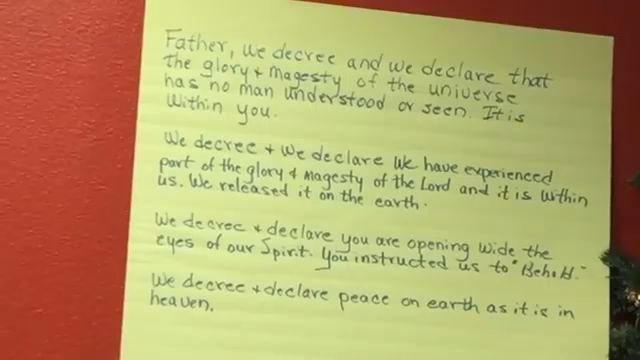 Father, we decree and we declare that
the glory + magesty of the universe
has no man understood or seen. It is
within you.
We decree + we declare we have experienced
part of the glory + magesty of the Lord and it is within
us. We released it on the earth.
We decree + declare you are opening wide the
eyes of our Spirit. You instructed us to "Behold."
We decree + declare peace on earth as it is in
heaven.